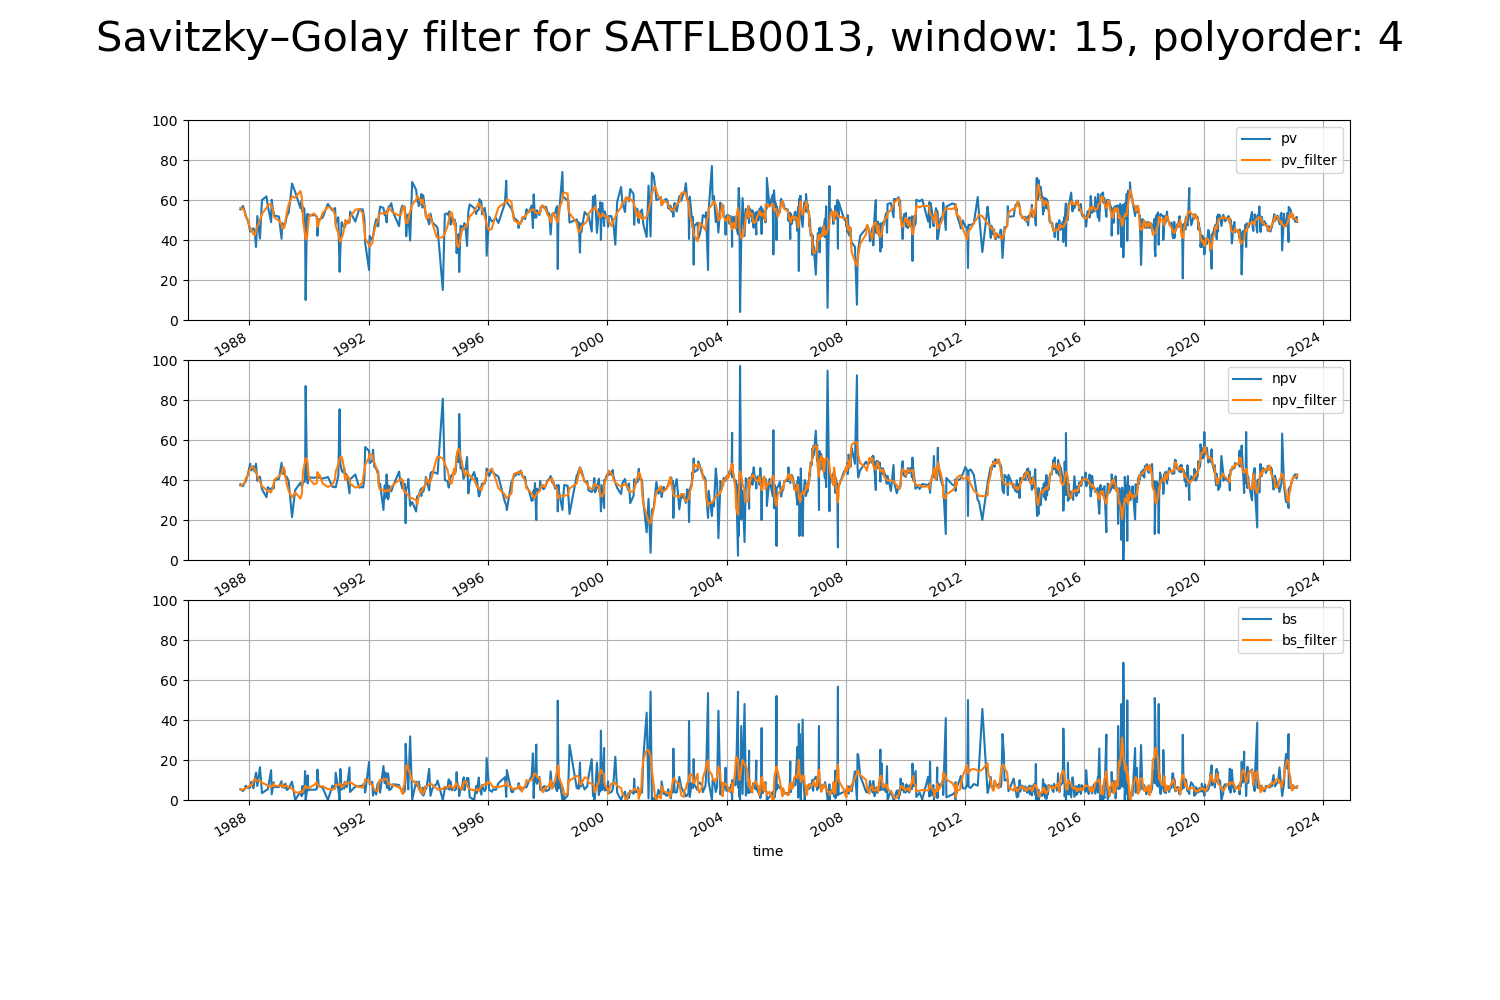 Savitzky–Golay filter for SATFLB0013, window: 15, polyorder: 4
100
80
60
40
20
0
pv
pv_filter
1988 1992 1996 2000 2004 2008 2012 2016 2020 2024
100
80
60
40
20
0
npv
npv_filter
1988 1992 1996 2000 2004 2008 2012 2016 2020 2024
100
80
60
40
20
0
bs
bs_filter
1988 1992 1996 2000 2004 2008 2012 2016 2020 2024
time